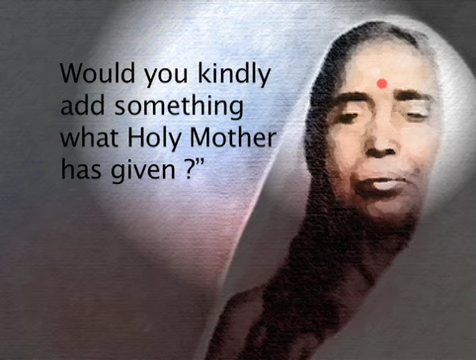 Would you kindly
add something
what Holy Mother
has given ?”